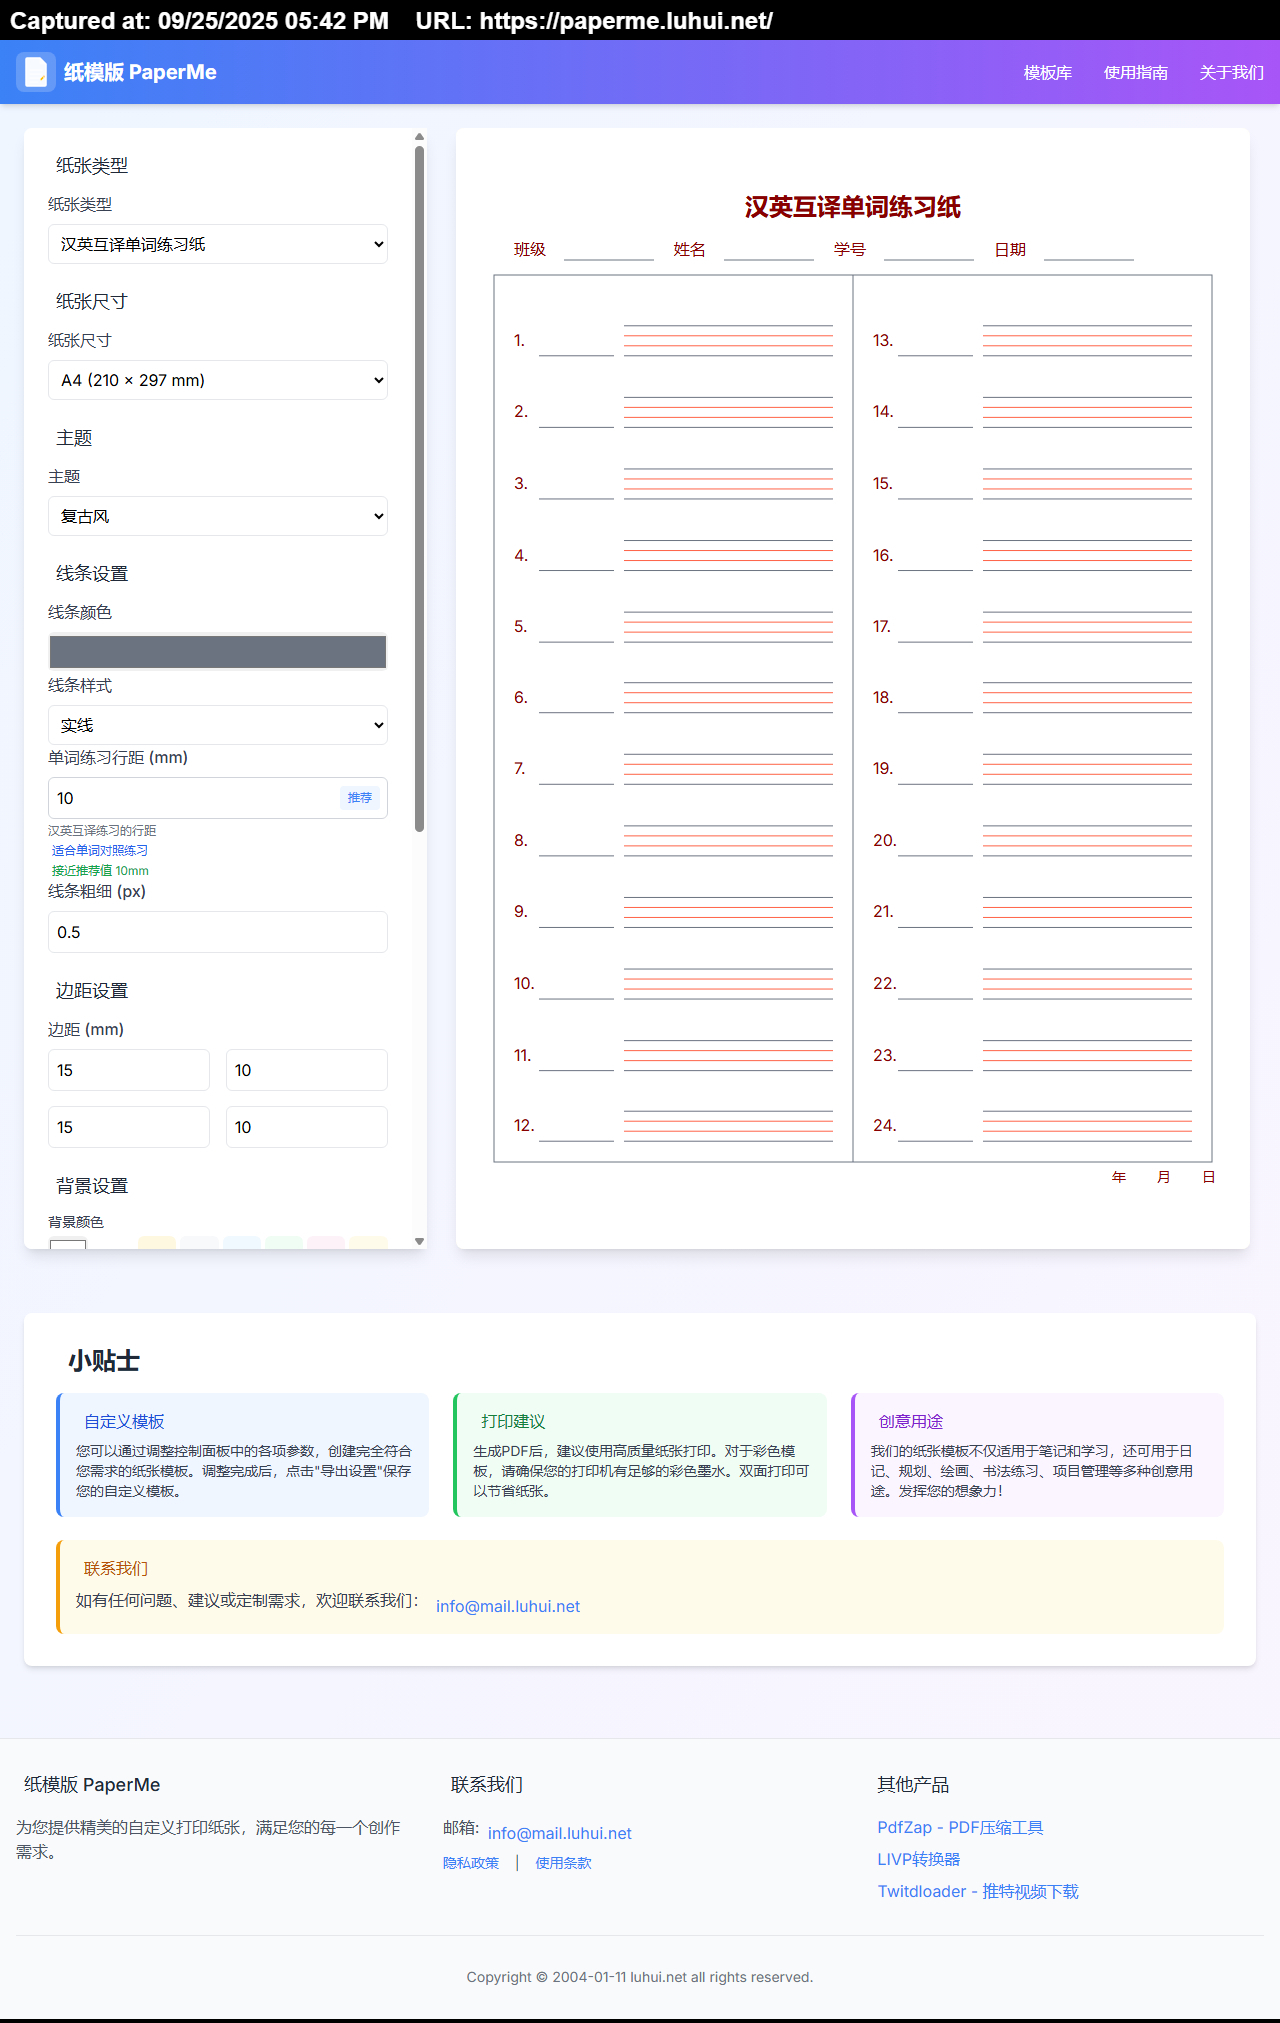 Captured at: 09/25/2025 05:42 PM    URL: https://paperme.luhui.net/
纸模版 PaperMe
模板库 使用指南 关于我们
纸张类型
纸张类型
汉英互译单词练习纸
纸张尺寸
纸张尺寸
A4 (210 × 297 mm)
主题
主题
复古风
线条设置
线条颜色
线条样式
实线
单词练习行距 (mm)
10 推荐
汉英互译练习的行距
适合单词对照练习
接近推荐值 10mm
线条粗细 (px)
0.5
边距设置
边距 (mm)
15 10
15 10
背景设置
背景颜色
汉英互译单词练习纸
班级 姓名 学号 日期
1. 13.
2. 14.
3. 15.
4. 16.
5. 17.
6. 18.
7. 19.
8. 20.
9. 21.
10. 22.
11. 23.
12. 24.
年 月 日
小贴士
自定义模板
您可以通过调整控制面板中的各项参数，创建完全符合
您需求的纸张模板。调整完成后，点击"导出设置"保存
您的自定义模板。
打印建议
生成PDF后，建议使用高质量纸张打印。对于彩色模
板，请确保您的打印机有足够的彩色墨水。双面打印可
以节省纸张。
创意用途
我们的纸张模板不仅适用于笔记和学习，还可用于日
记、规划、绘画、书法练习、项目管理等多种创意用
途。发挥您的想象力！
联系我们
如有任何问题、建议或定制需求，欢迎联系我们： info@mail.luhui.net
纸模版 PaperMe
为您提供精美的自定义打印纸张，满足您的每一个创作
需求。
联系我们
邮箱: info@mail.luhui.net
隐私政策 | 使用条款
其他产品
PdfZap - PDF压缩工具
LIVP转换器
Twitdloader - 推特视频下载
Copyright © 2004-01-11 luhui.net all rights reserved.